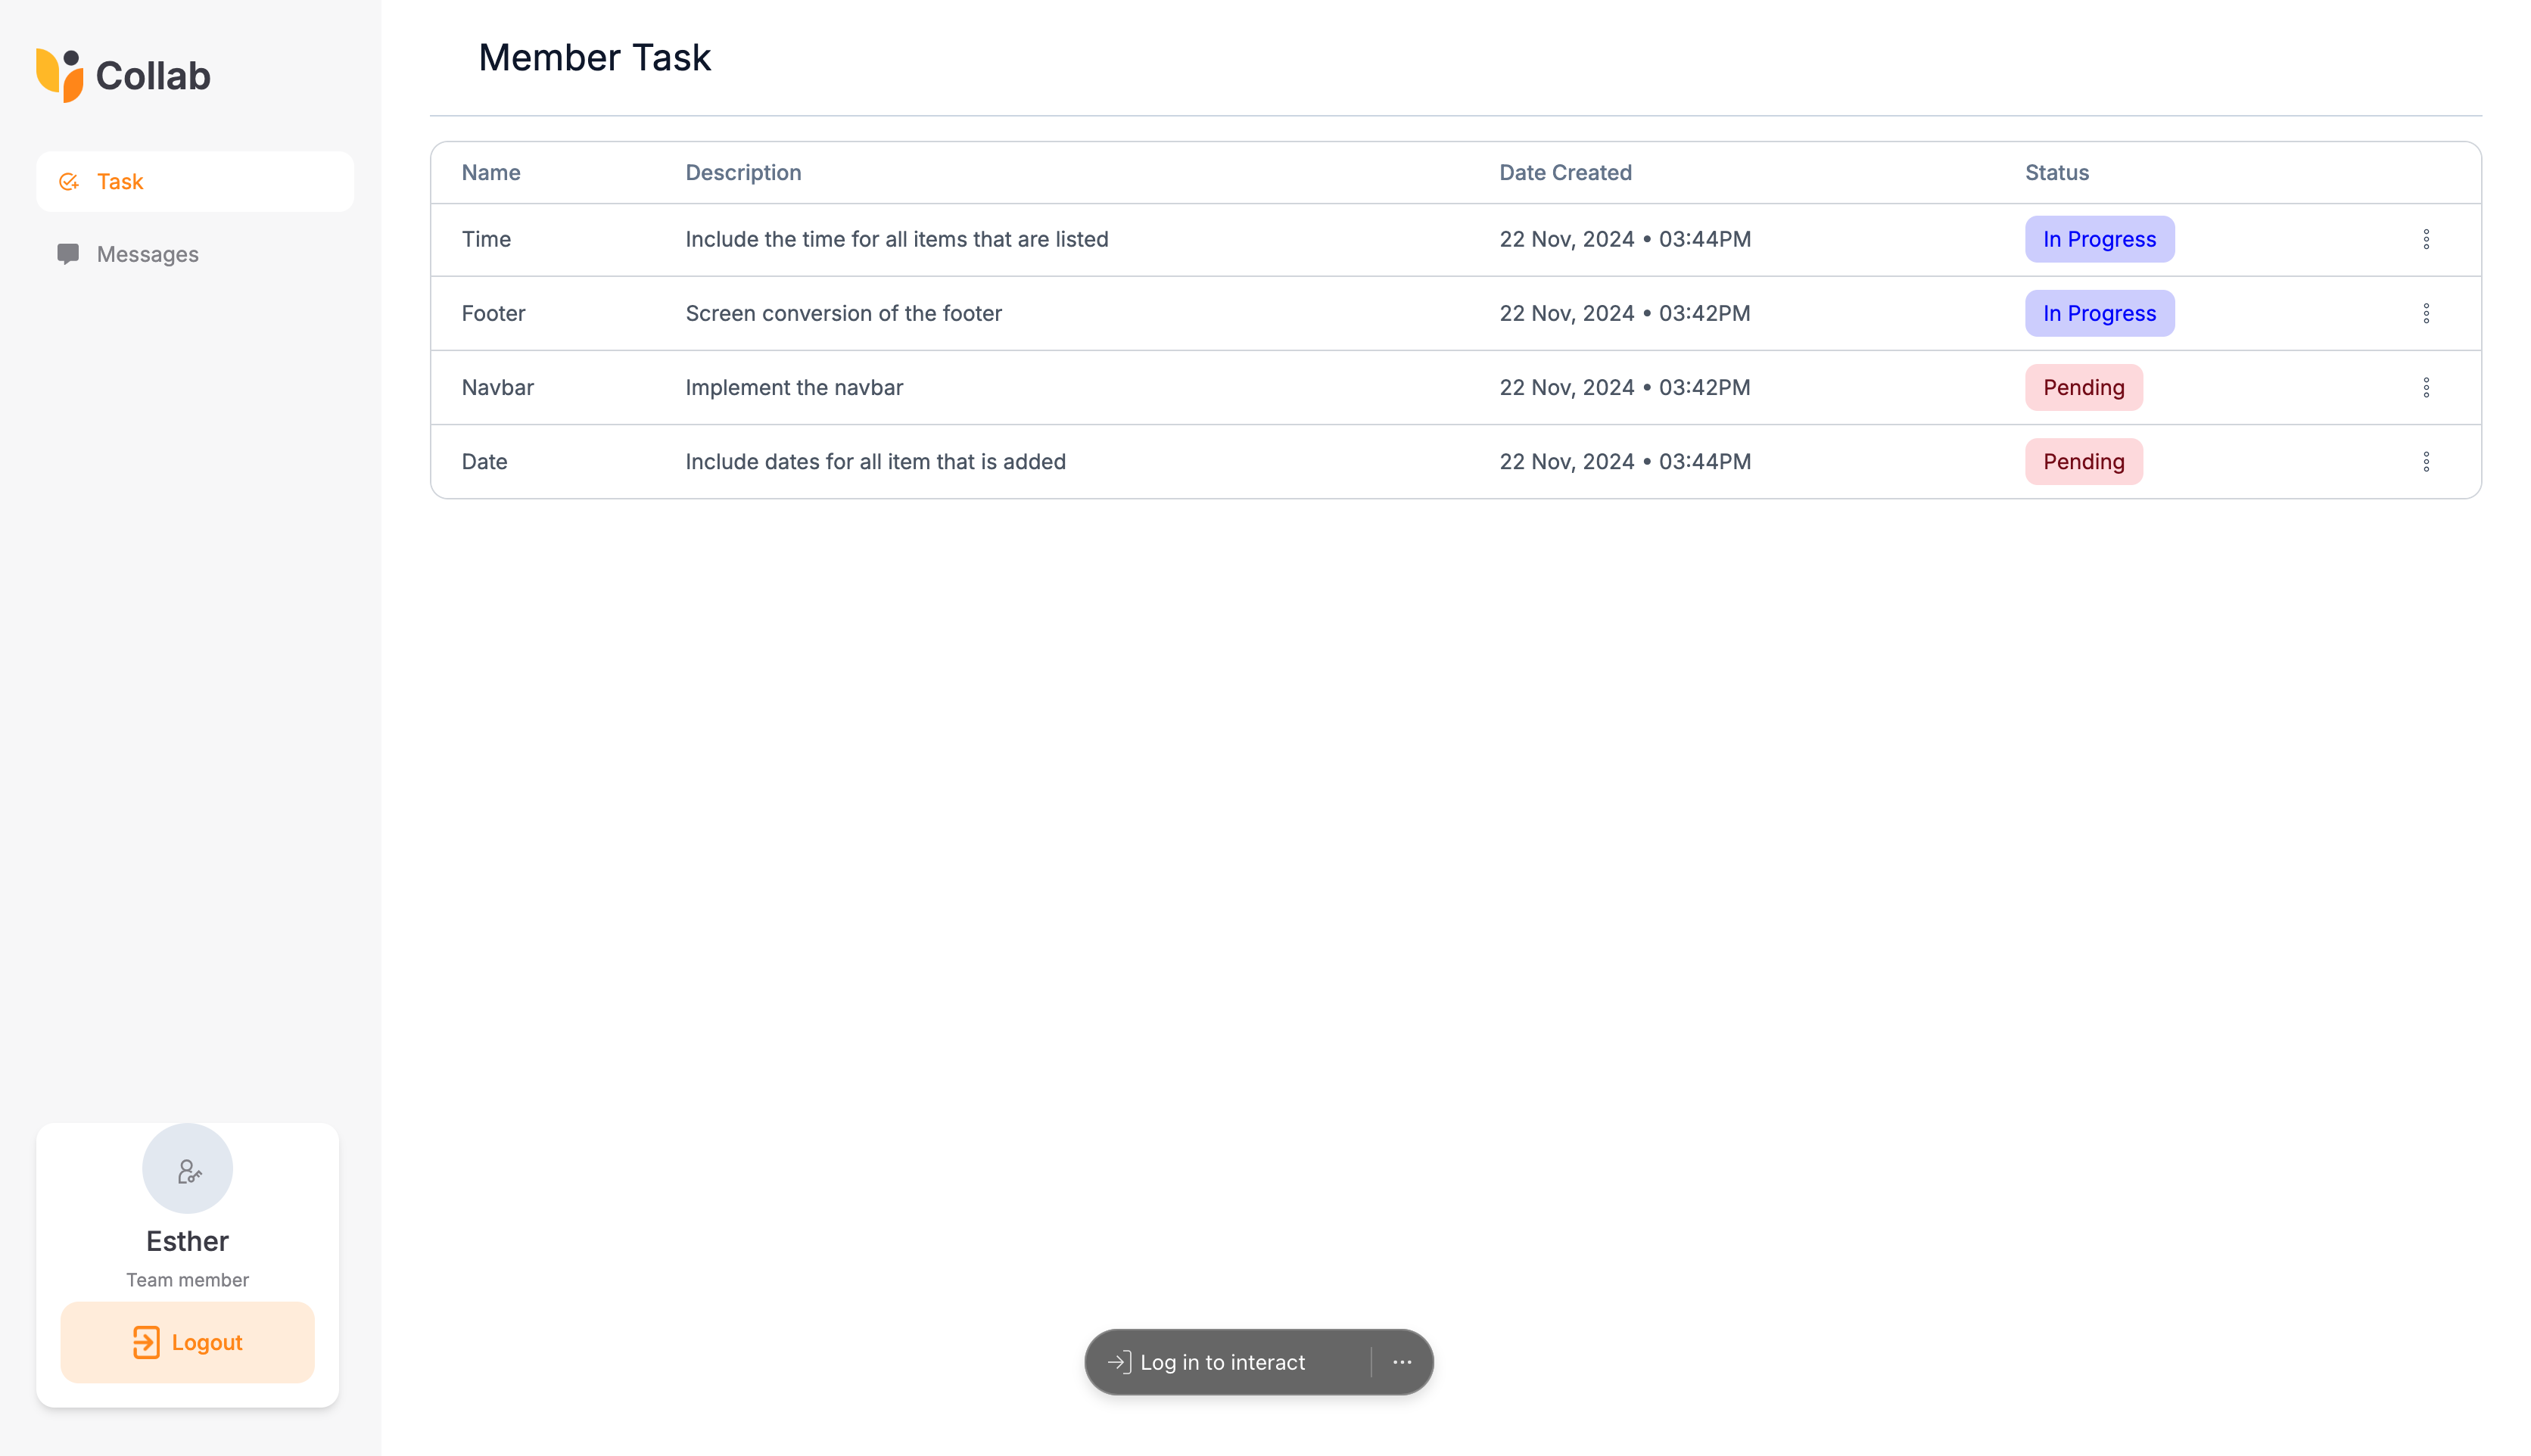 Collab
Task
Messages
Member Task
Name Description Date Created Status
Time Include the time for all items that are listed 22 Nov, 2024 • 03:44PM In Progress
Footer Screen conversion of the footer 22 Nov, 2024 • 03:42PM In Progress
Navbar Implement the navbar 22 Nov, 2024 • 03:42PM Pending
Date Include dates for all item that is added 22 Nov, 2024 • 03:44PM Pending
Esther
Team member
Logout
Log in to interact